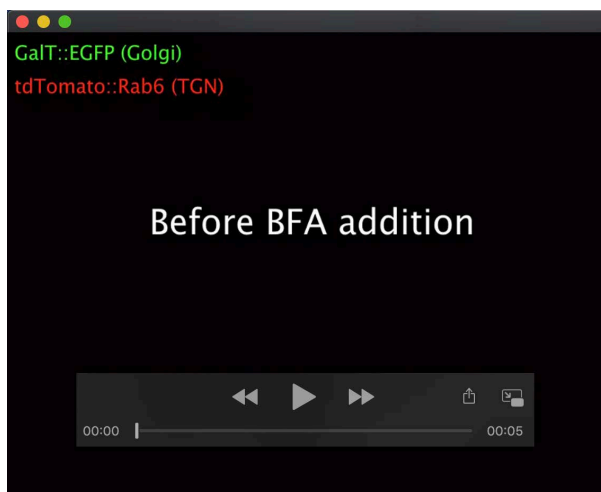 GalT::EGFP (Golgi)
tdTomato::Rab6 (TGN)
Before BFA addition
00:00 00:05